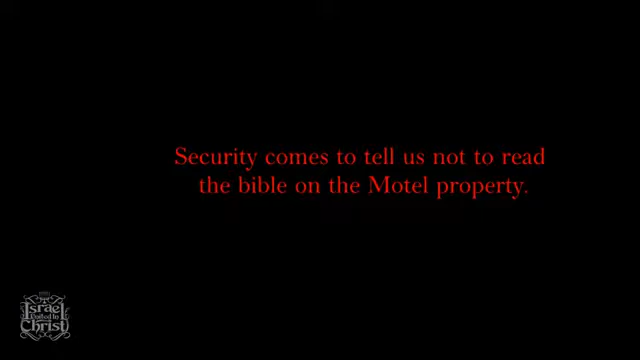 Security comes to tell us not to read
the bible on the Motel property.
Israel
United In
Christ